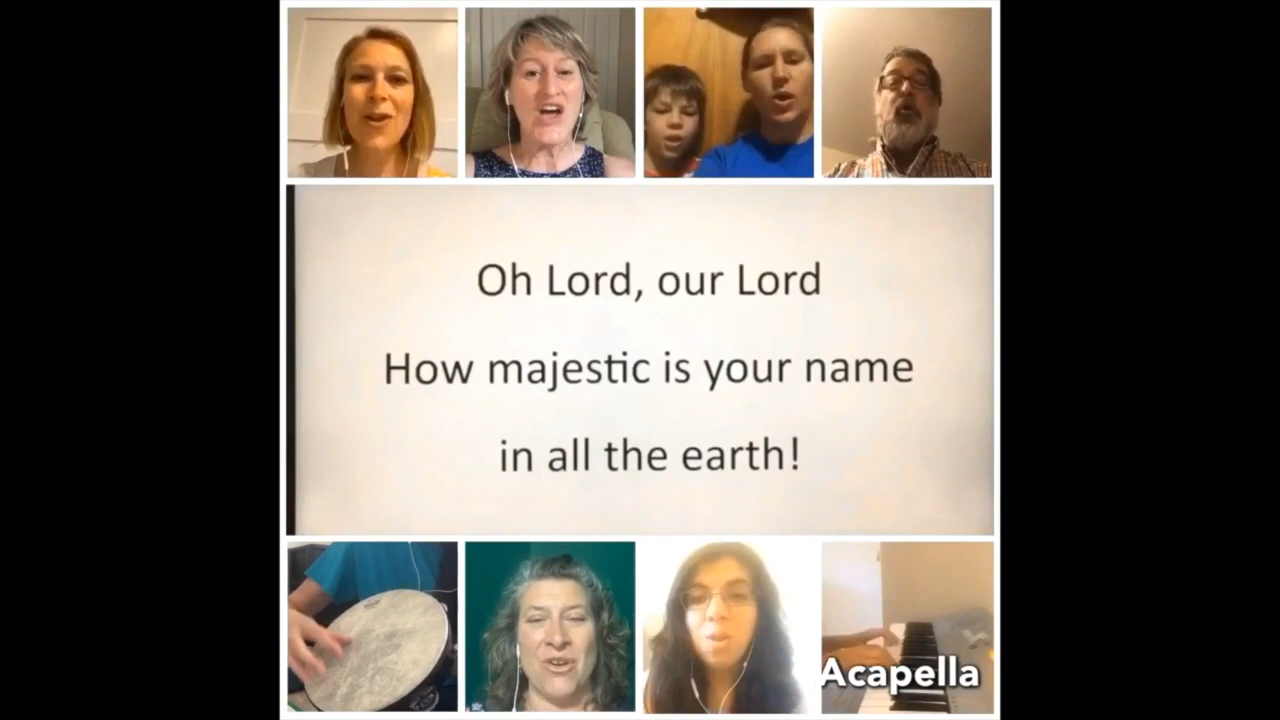 Oh Lord, our Lord
How majestic is your name
in all the earth!
Acapella